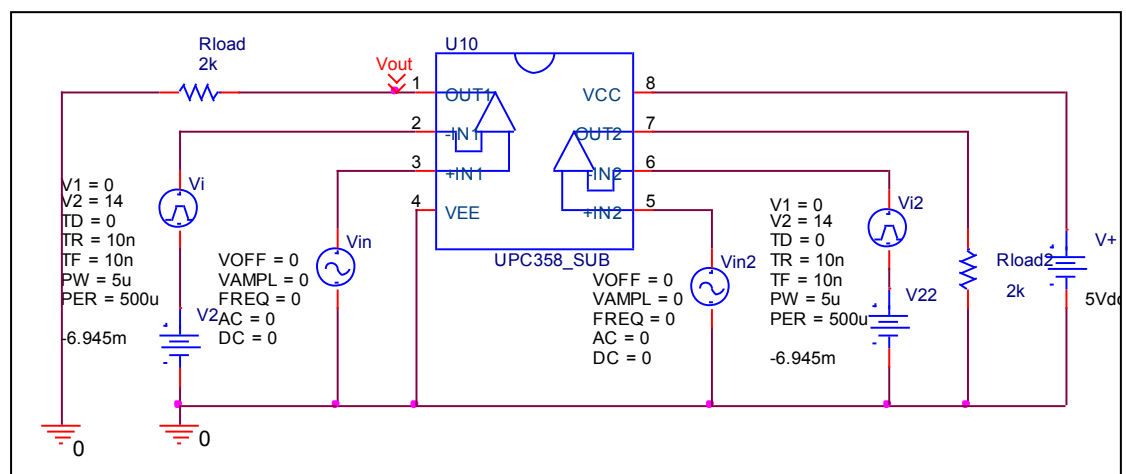 Rload
2k
Vout
U10
1
OUT1
2
-IN1
3
+IN1
4
VEE
VCC
8
OUT2
7
-IN2
6
+IN2
5
UPC358_SUB
Vi
V1 = 0
V2 = 14
TD = 0
TR = 10n
TF = 10n
PW = 5u
PER = 500u
V2
-6.945m
Vin
VOFF = 0
VAMPL = 0
FREQ = 0
AC = 0
DC = 0
Vin2
VOFF = 0
VAMPL = 0
FREQ = 0
AC = 0
DC = 0
Vi2
V1 = 0
V2 = 14
TD = 0
TR = 10n
TF = 10n
PW = 5u
PER = 500u
V22
-6.945m
Rload2
2k
V+
5Vdc
0
0